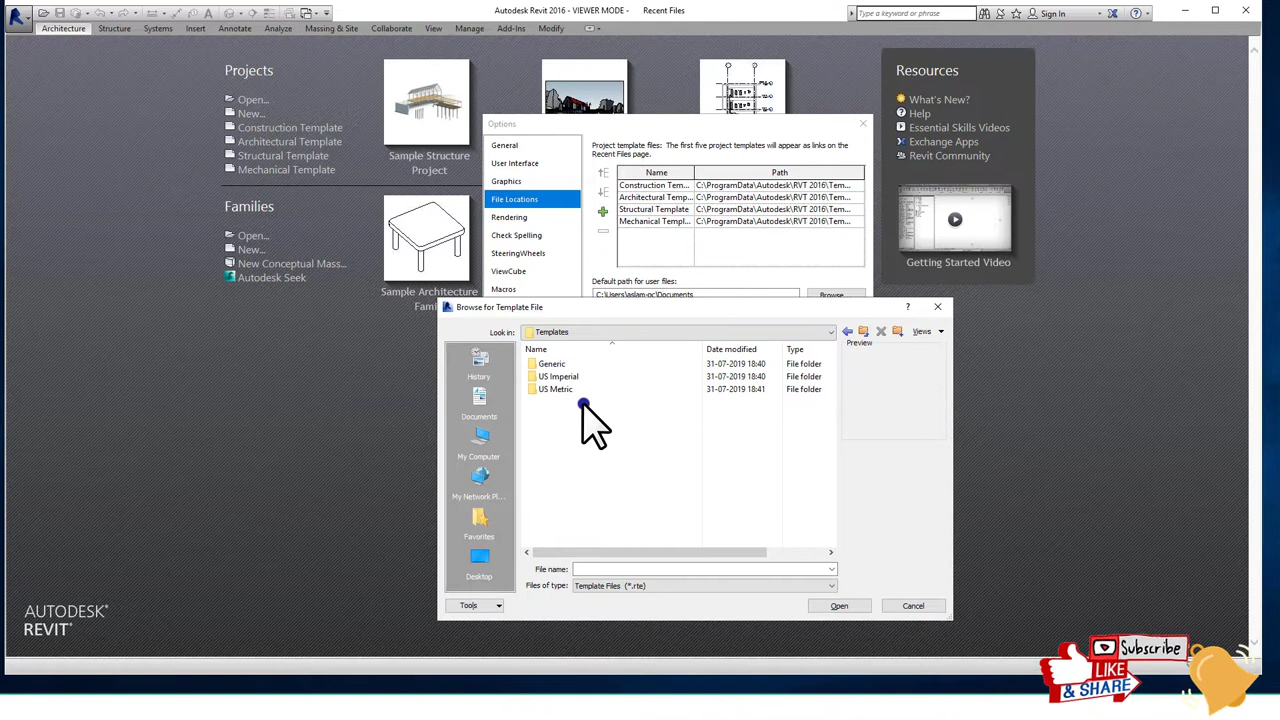 Autodesk Revit 2016 - VIEWER MODE - Recent Files
Type a keyword or phrase
Sign In
Architecture Structure Systems Insert Annotate Analyze Massing & Site Collaborate View Manage Add-Ins Modify
Projects
Open...
New...
Construction Template
Architectural Template
Structural Template
Mechanical Template
Sample Structure
Project
Families
Open...
New...
New Conceptual Mass...
Autodesk Seek
Sample Architecture
Fami
Resources
What's New?
Help
Essential Skills Videos
Exchange Apps
Revit Community
Getting Started Video
Options
General
User Interface
Graphics
File Locations
Rendering
Check Spelling
SteeringWheels
ViewCube
Macros
Project template files: The first five project templates will appear as links on the
Recent Files page.
Name Path
Construction Tem... C:\ProgramData\Autodesk\RVT 2016\Tem...
Architectural Temp... C:\ProgramData\Autodesk\RVT 2016\Tem...
Structural Template C:\ProgramData\Autodesk\RVT 2016\Tem...
Mechanical Templ... C:\ProgramData\Autodesk\RVT 2016\Tem...
Default path for user files:
C:\Users\aslam-pc\Documents Browse...
Browse for Template File
Look in: Templates Views
Name Date modified Type
Generic 31-07-2019 18:40 File folder
US Imperial 31-07-2019 18:40 File folder
US Metric 31-07-2019 18:41 File folder
Preview
History
Documents
My Computer
My Network Pl...
Favorites
Desktop
File name:
Files of type: Template Files (*.rte)
Tools Open Cancel
AUTODESK®
REVIT®
Subscribe
LIKE
& SHARE